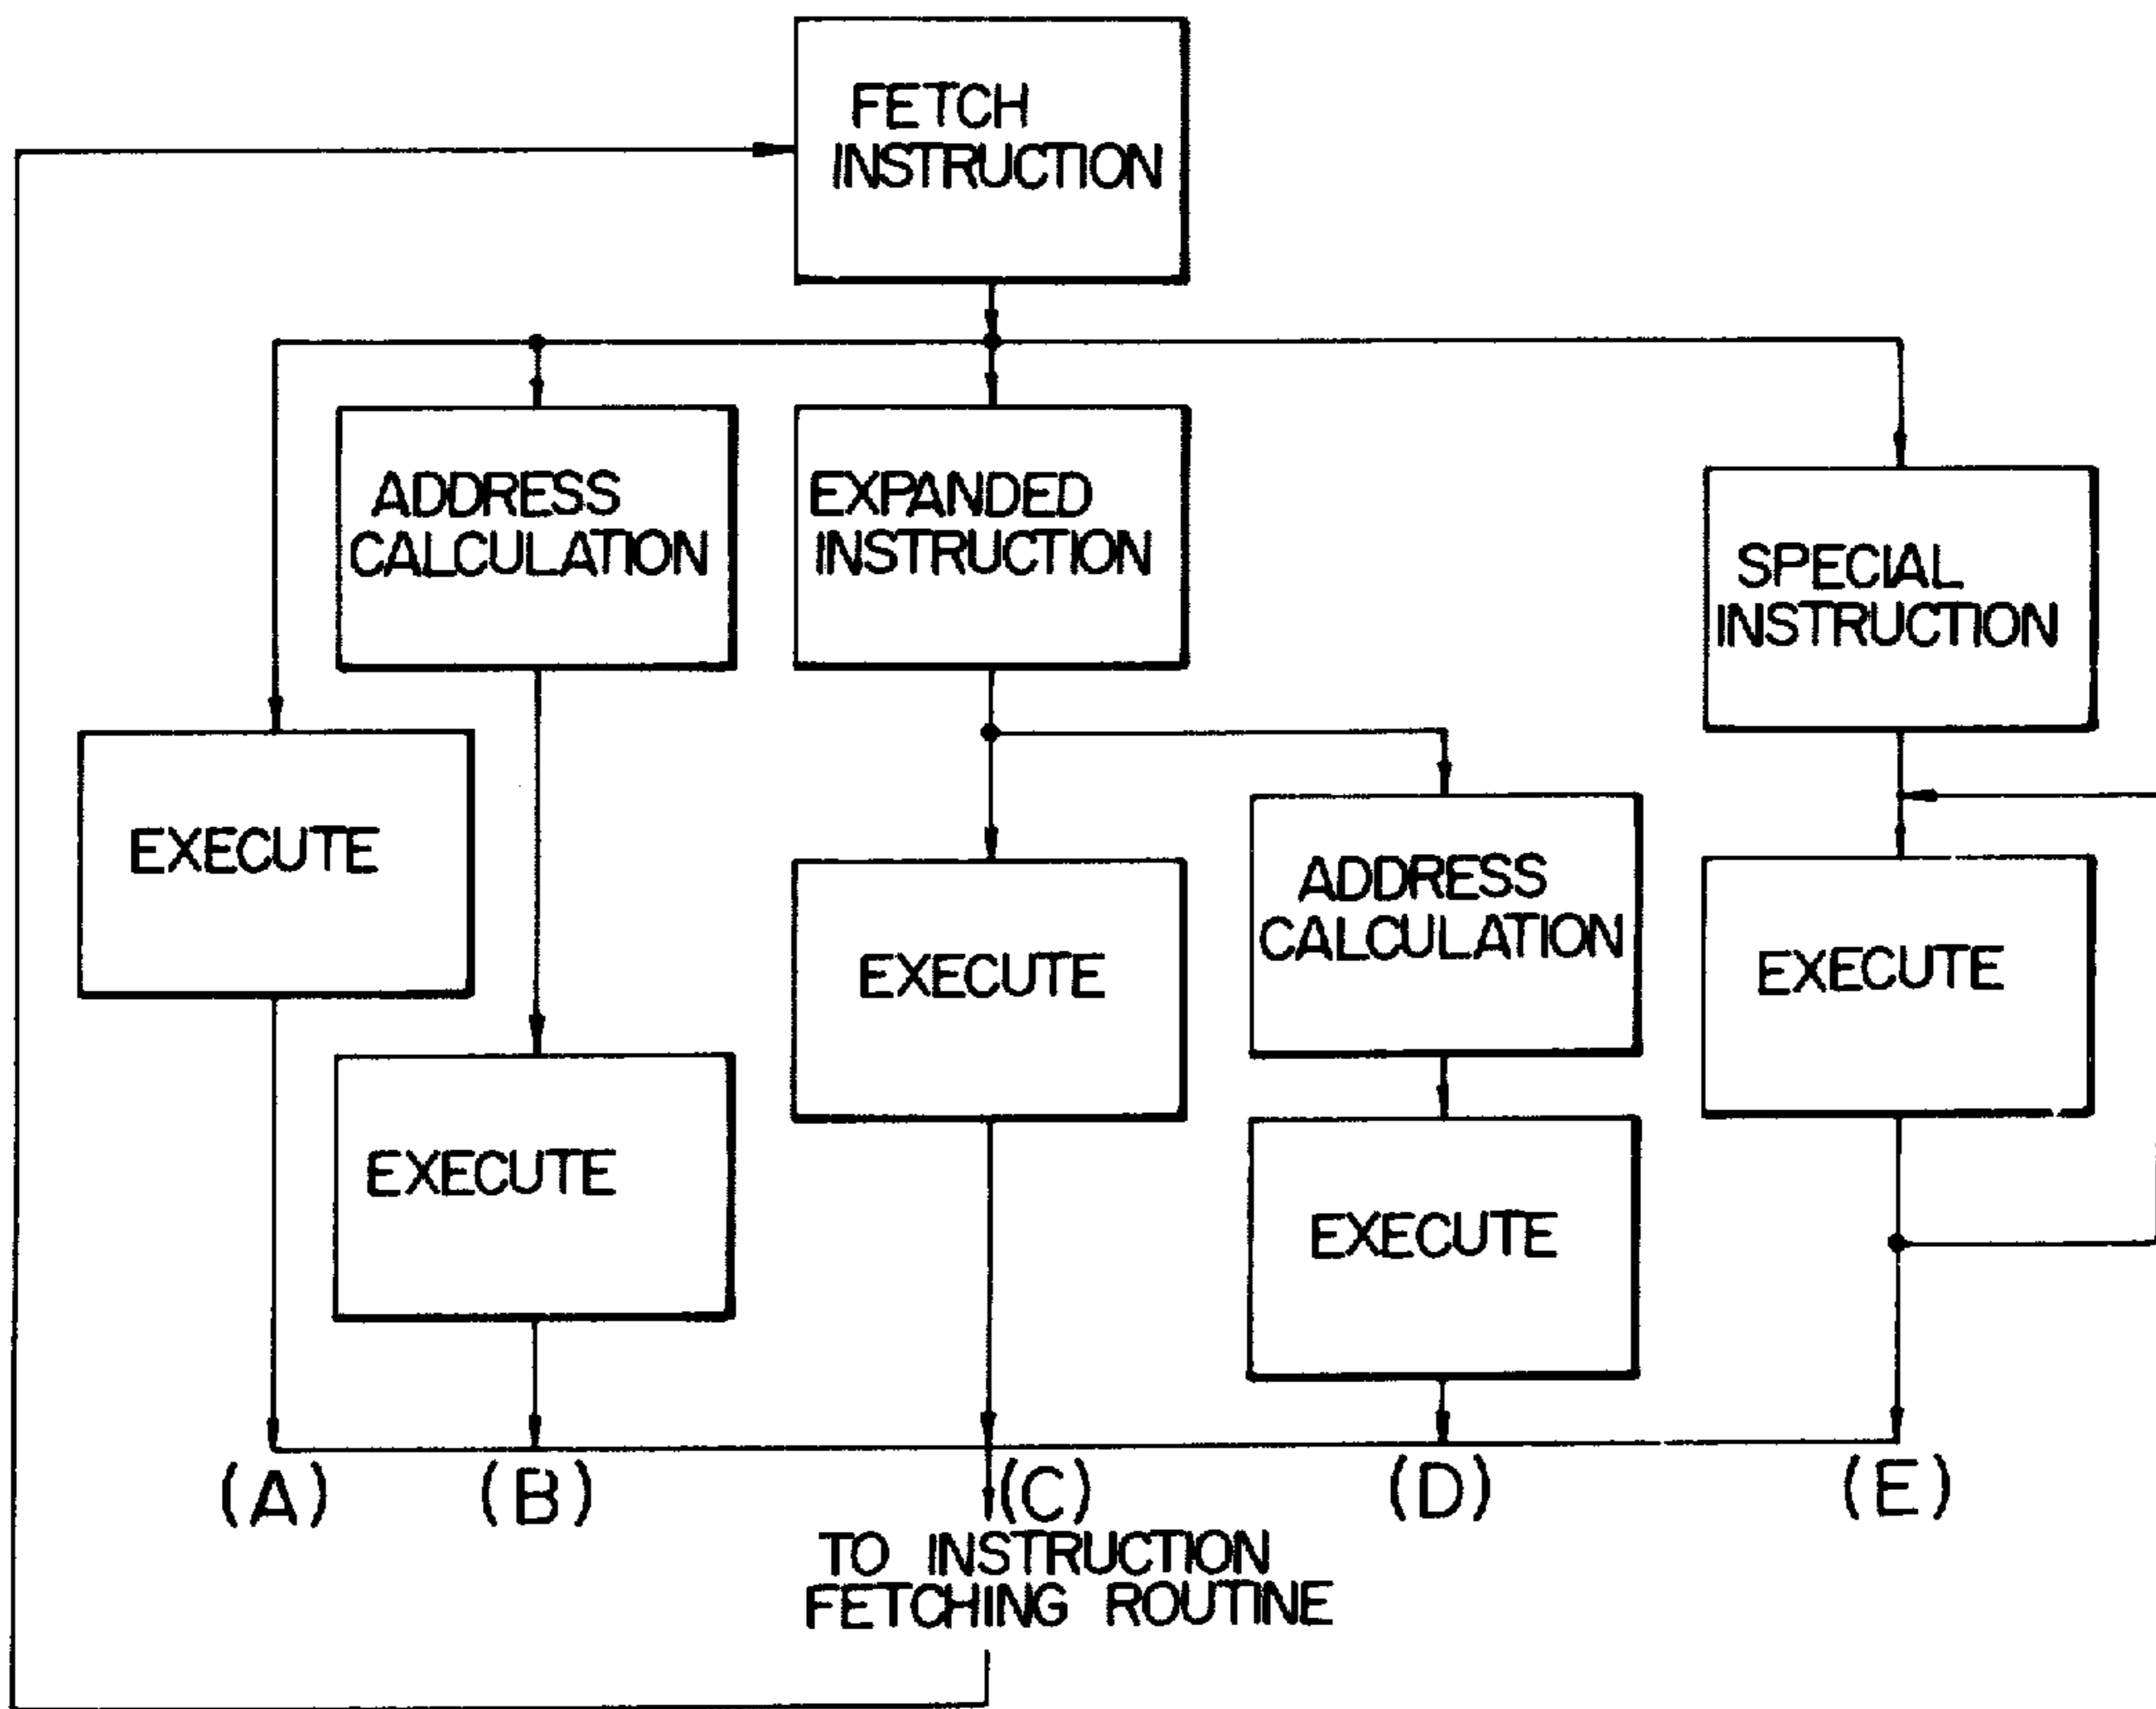 FETCH
INSTRUCTION
ADDRESS
CALCULATION
EXPANDED
INSTRUCTION
SPECIAL
INSTRUCTION
EXECUTE
EXECUTE
ADDRESS
CALCULATION
EXECUTE
EXECUTE
EXECUTE
(A)
(B)
(C)
(D)
(E)
TO INSTRUCTION
FETCHING ROUTINE